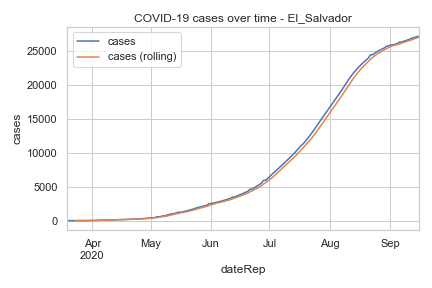 COVID-19 cases over time - El_Salvador
cases
cases (rolling)
cases
25000
20000
15000
10000
5000
0
Apr May Jun Jul Aug Sep
2020
dateRep